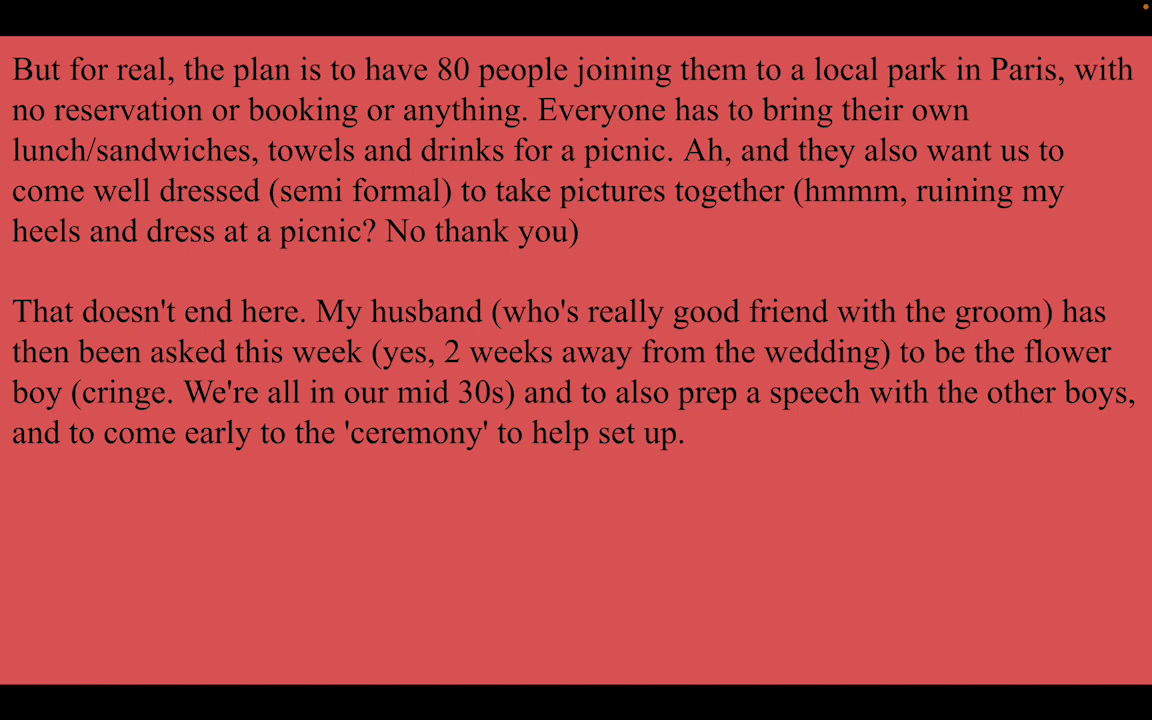 But for real, the plan is to have 80 people joining them to a local park in Paris, with
no reservation or booking or anything. Everyone has to bring their own
lunch/sandwiches, towels and drinks for a picnic. Ah, and they also want us to
come well dressed (semi formal) to take pictures together (hmmm, ruining my
heels and dress at a picnic? No thank you)
That doesn't end here. My husband (who's really good friend with the groom) has
then been asked this week (yes, 2 weeks away from the wedding) to be the flower
boy (cringe. We're all in our mid 30s) and to also prep a speech with the other boys,
and to come early to the 'ceremony' to help set up.